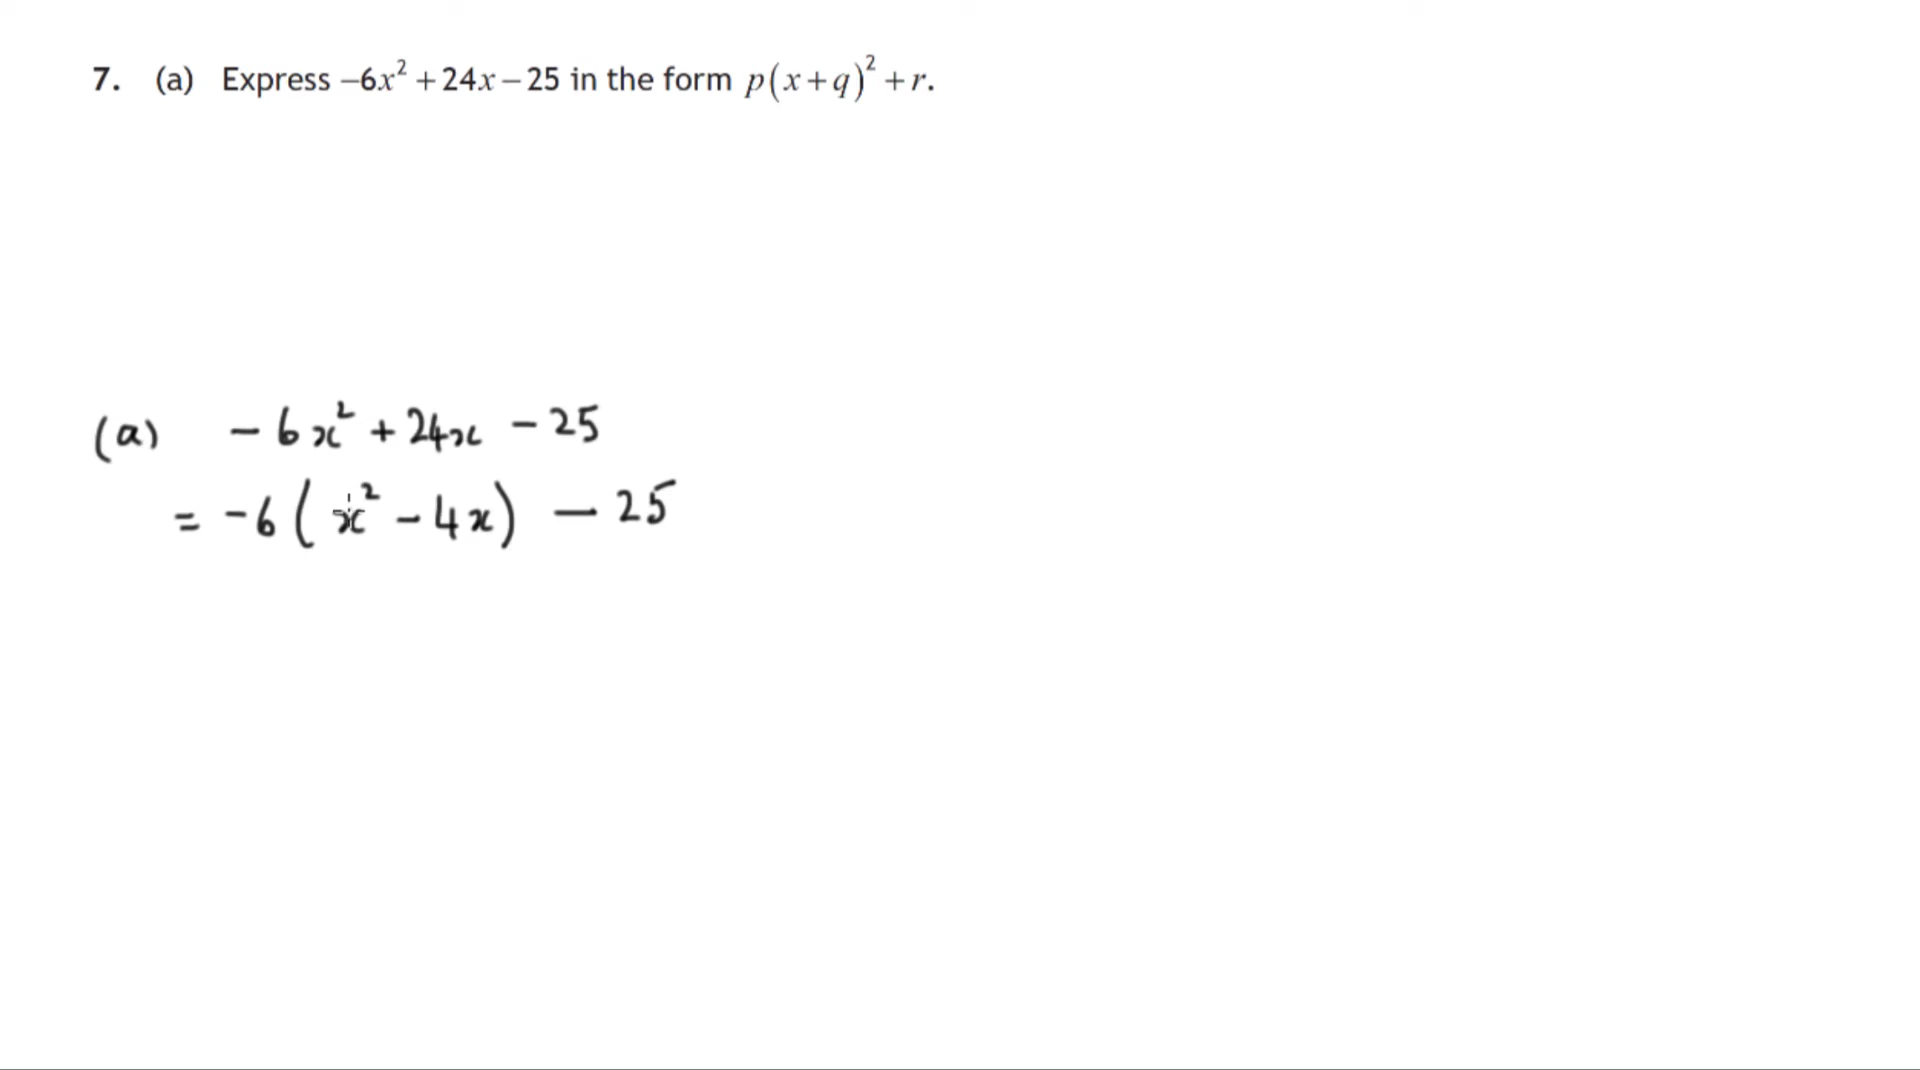 7. (a) Express −6x² + 24x − 25 in the form p(x + q)² + r.
(a) − 6x² + 24x − 25
= −6(x² − 4x) − 25